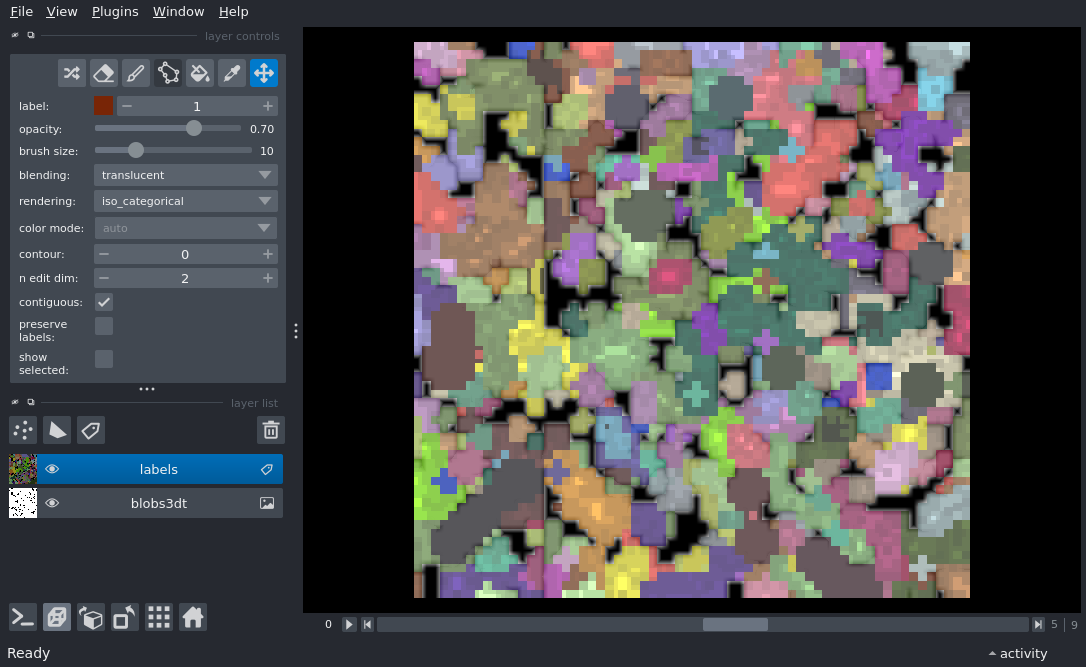 File View Plugins Window Help
layer controls
label: 1
opacity: 0.70
brush size: 10
blending: translucent
rendering: iso_categorical
color mode: auto
contour: 0
n edit dim: 2
contiguous:
preserve
labels:
show
selected:
layer list
labels
blobs3dt
0 5 9
Ready activity